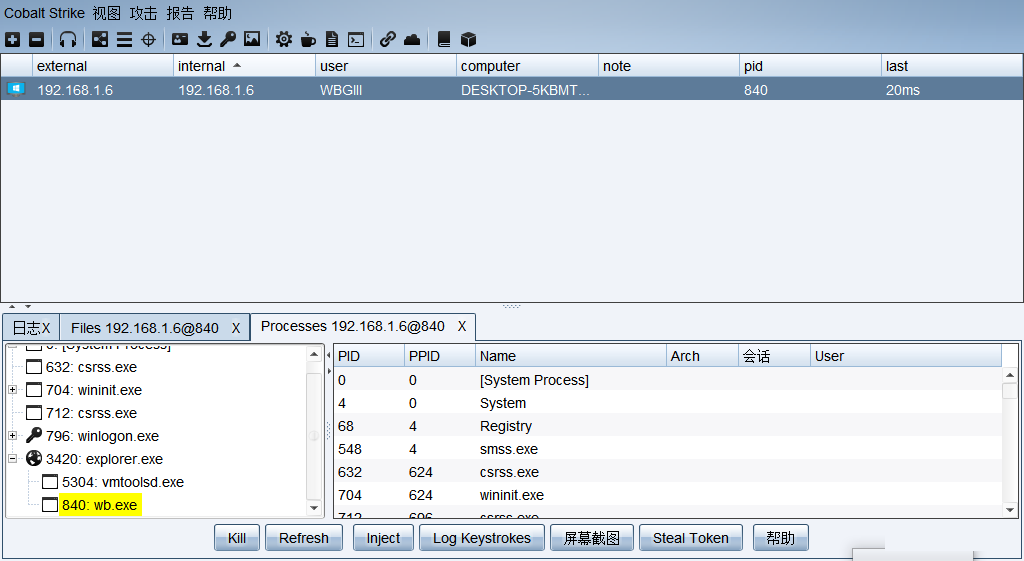 Cobalt Strike 视图 攻击 报告 帮助
external internal user computer note pid last
192.168.1.6 192.168.1.6 WBGlll DESKTOP-5KBMT... 840 20ms
日志X Files 192.168.1.6@840 X Processes 192.168.1.6@840 X
0: [System Process]
632: csrss.exe
704: wininit.exe
712: csrss.exe
796: winlogon.exe
3420: explorer.exe
5304: vmtoolsd.exe
840: wb.exe
PID PPID Name Arch 会话 User
0 0 [System Process]
4 0 System
68 4 Registry
548 4 smss.exe
632 624 csrss.exe
704 624 wininit.exe
712 696 csrss.exe
Kill Refresh Inject Log Keystrokes 屏幕截图 Steal Token 帮助